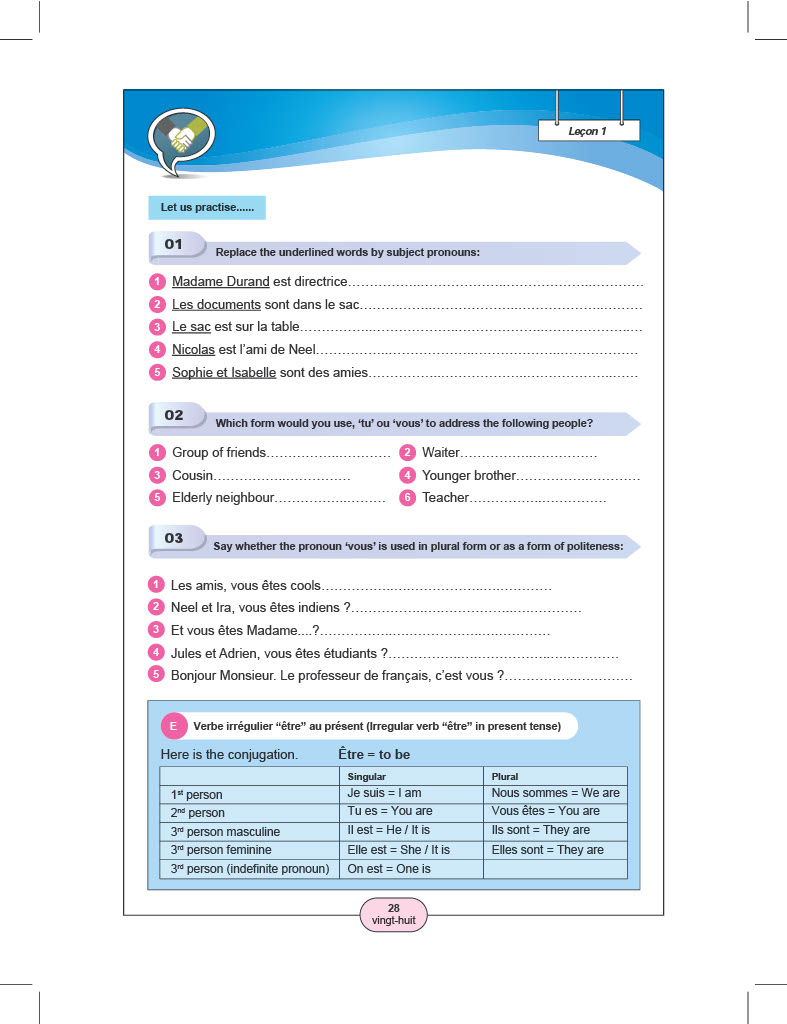 Leçon 1
Let us practise......
01 Replace the underlined words by subject pronouns:
1 Madame Durand est directrice……………………………………………………………………
2 Les documents sont dans le sac…………………………………………………………………
3 Le sac est sur la table………………………………………………………………………………
4 Nicolas est l’ami de Neel……………………………………………………………………………
5 Sophie et Isabelle sont des amies………………………………………………………………
02 Which form would you use, ‘tu’ ou ‘vous’ to address the following people?
1 Group of friends…………………………… 2 Waiter………………………………
3 Cousin……………………………… 4 Younger brother……………………………
5 Elderly neighbour………………………… 6 Teacher………………………………
03 Say whether the pronoun ‘vous’ is used in plural form or as a form of politeness:
1 Les amis, vous êtes cools……………………………………………………
2 Neel et Ira, vous êtes indiens ?……………………………………………………
3 Et vous êtes Madame....?……………………………………………………
4 Jules et Adrien, vous êtes étudiants ?……………………………………………………
5 Bonjour Monsieur. Le professeur de français, c’est vous ?……………………………
E Verbe irrégulier “être” au présent (Irregular verb “être” in present tense)
Here is the conjugation. Être = to be
Singular Plural
1st person Je suis = I am Nous sommes = We are
2nd person Tu es = You are Vous êtes = You are
3rd person masculine Il est = He / It is Ils sont = They are
3rd person feminine Elle est = She / It is Elles sont = They are
3rd person (indefinite pronoun) On est = One is
28
vingt-huit